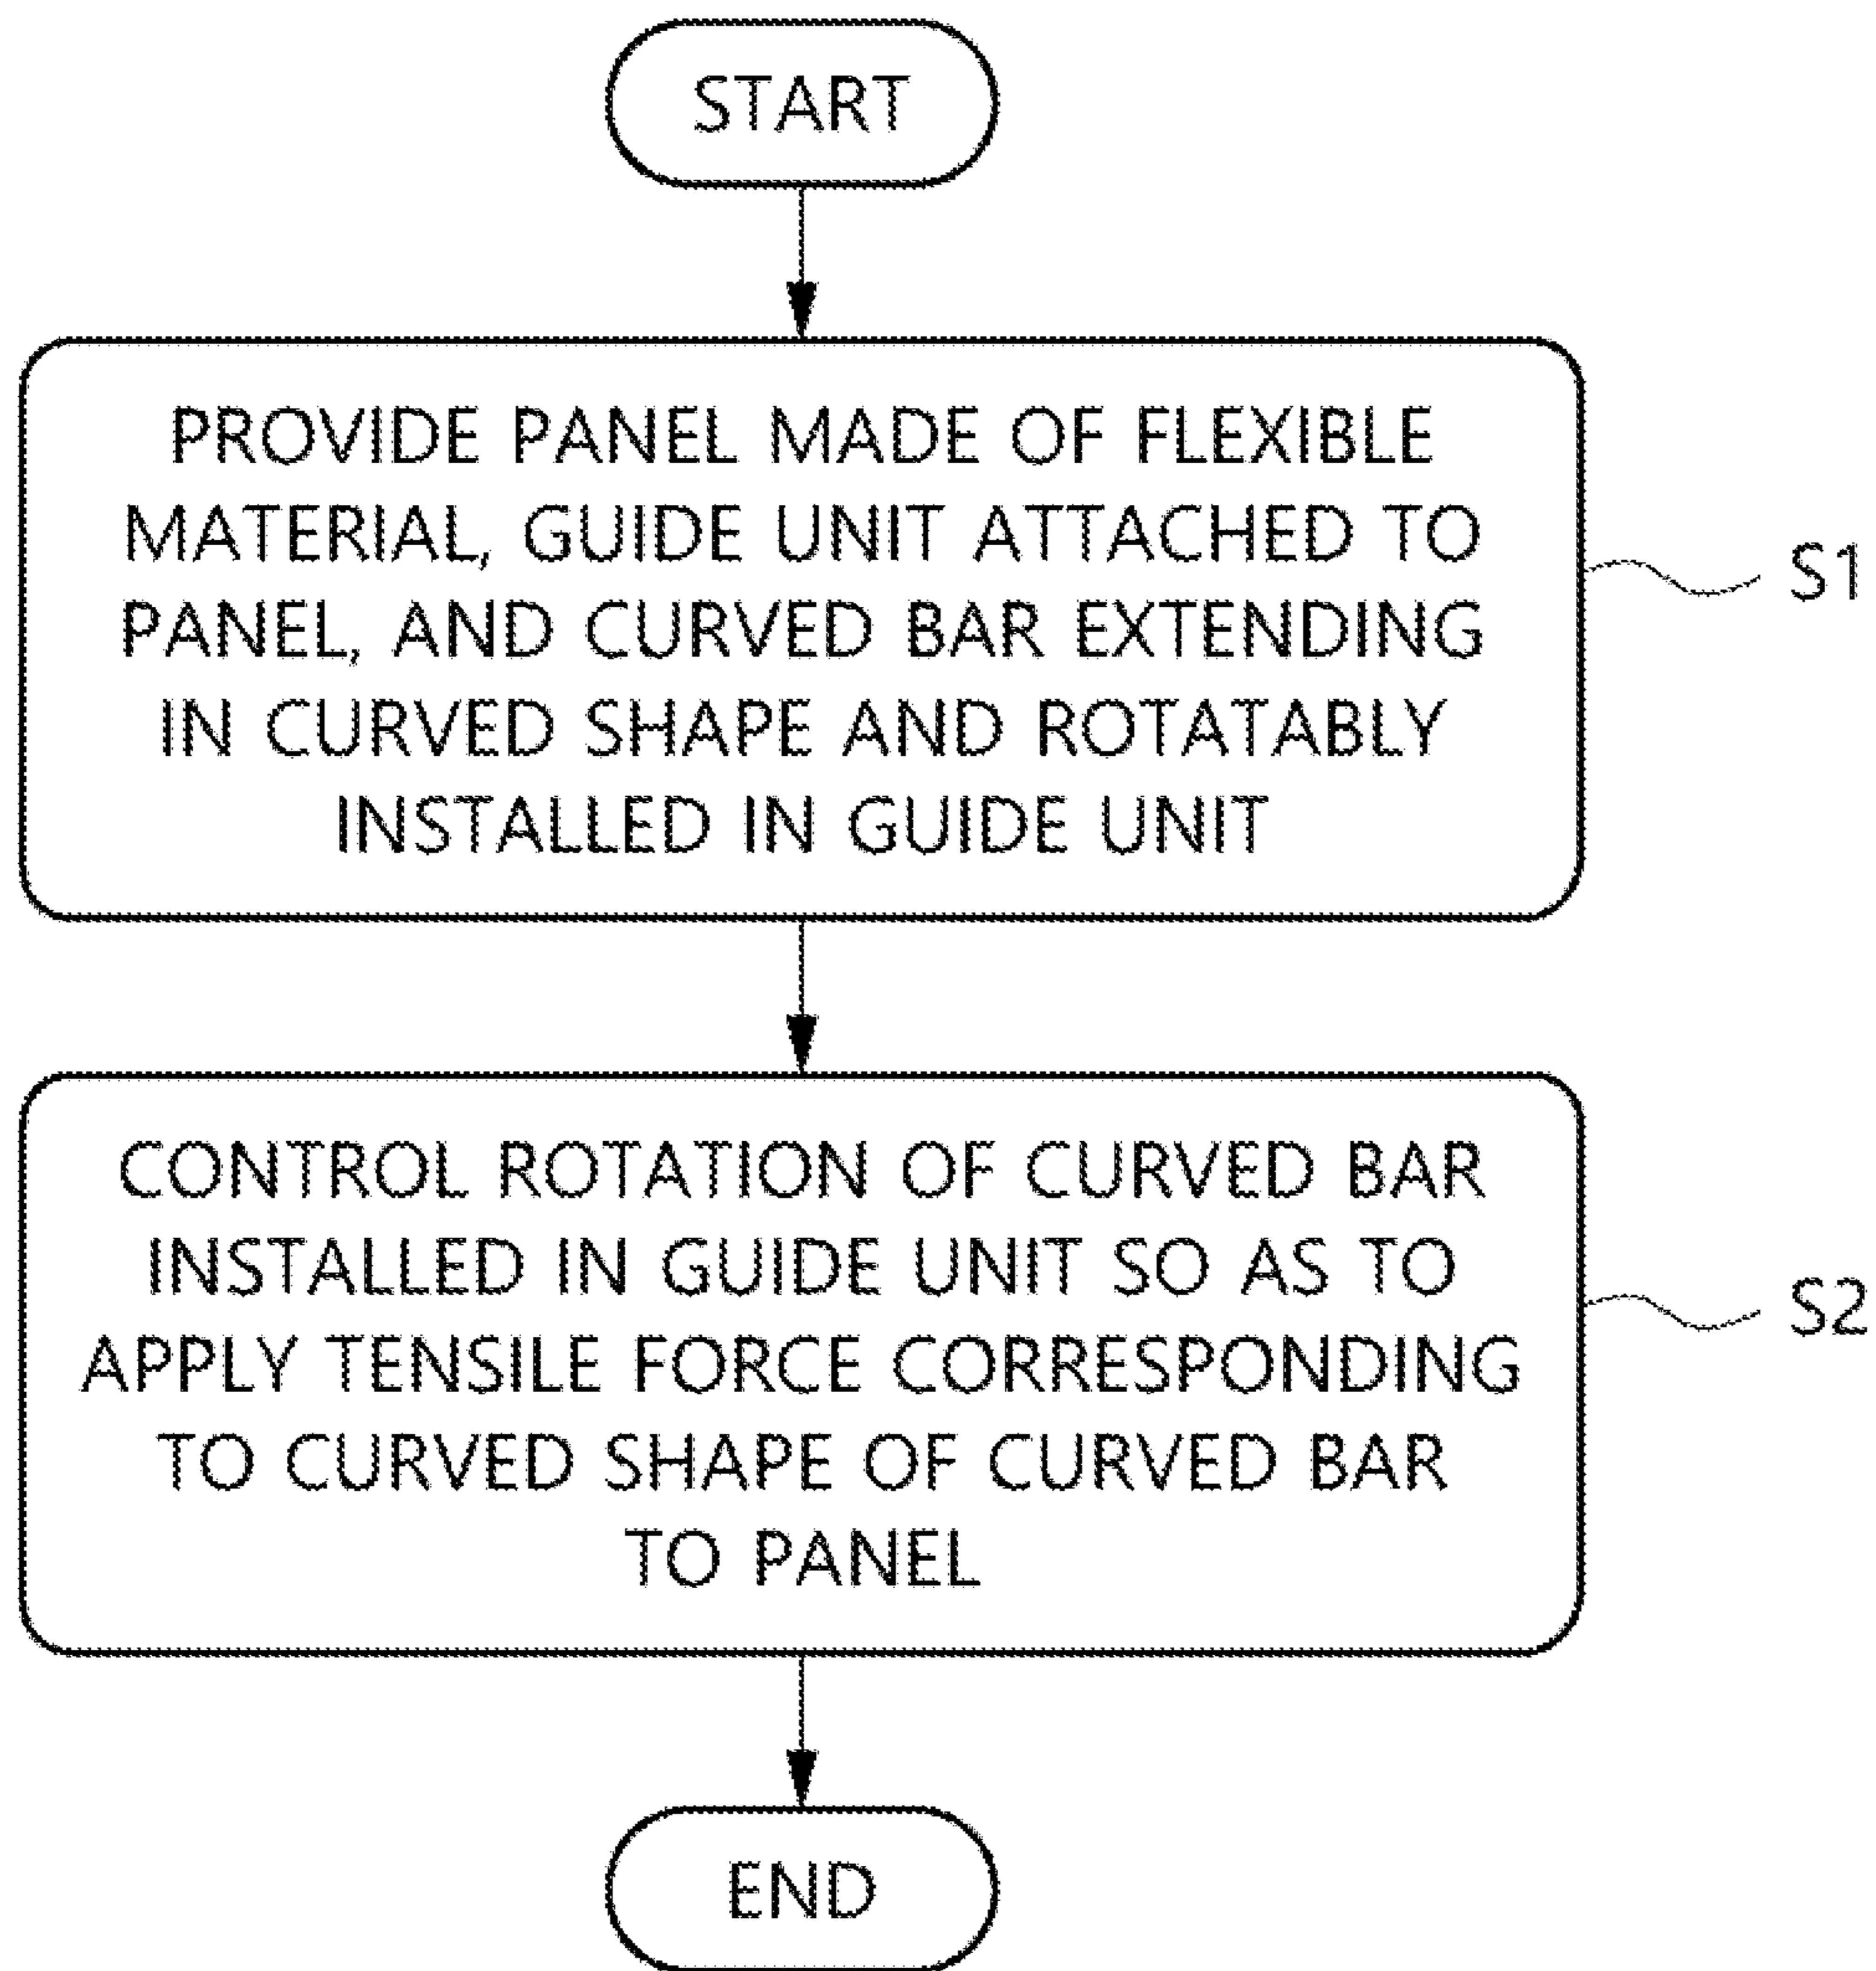 START
PROVIDE PANEL MADE OF FLEXIBLE
MATERIAL, GUIDE UNIT ATTACHED TO
PANEL, AND CURVED BAR EXTENDING
IN CURVED SHAPE AND ROTATABLY
INSTALLED IN GUIDE UNIT
S1
CONTROL ROTATION OF CURVED BAR
INSTALLED IN GUIDE UNIT SO AS TO
APPLY TENSILE FORCE CORRESPONDING
TO CURVED SHAPE OF CURVED BAR
TO PANEL
S2
END